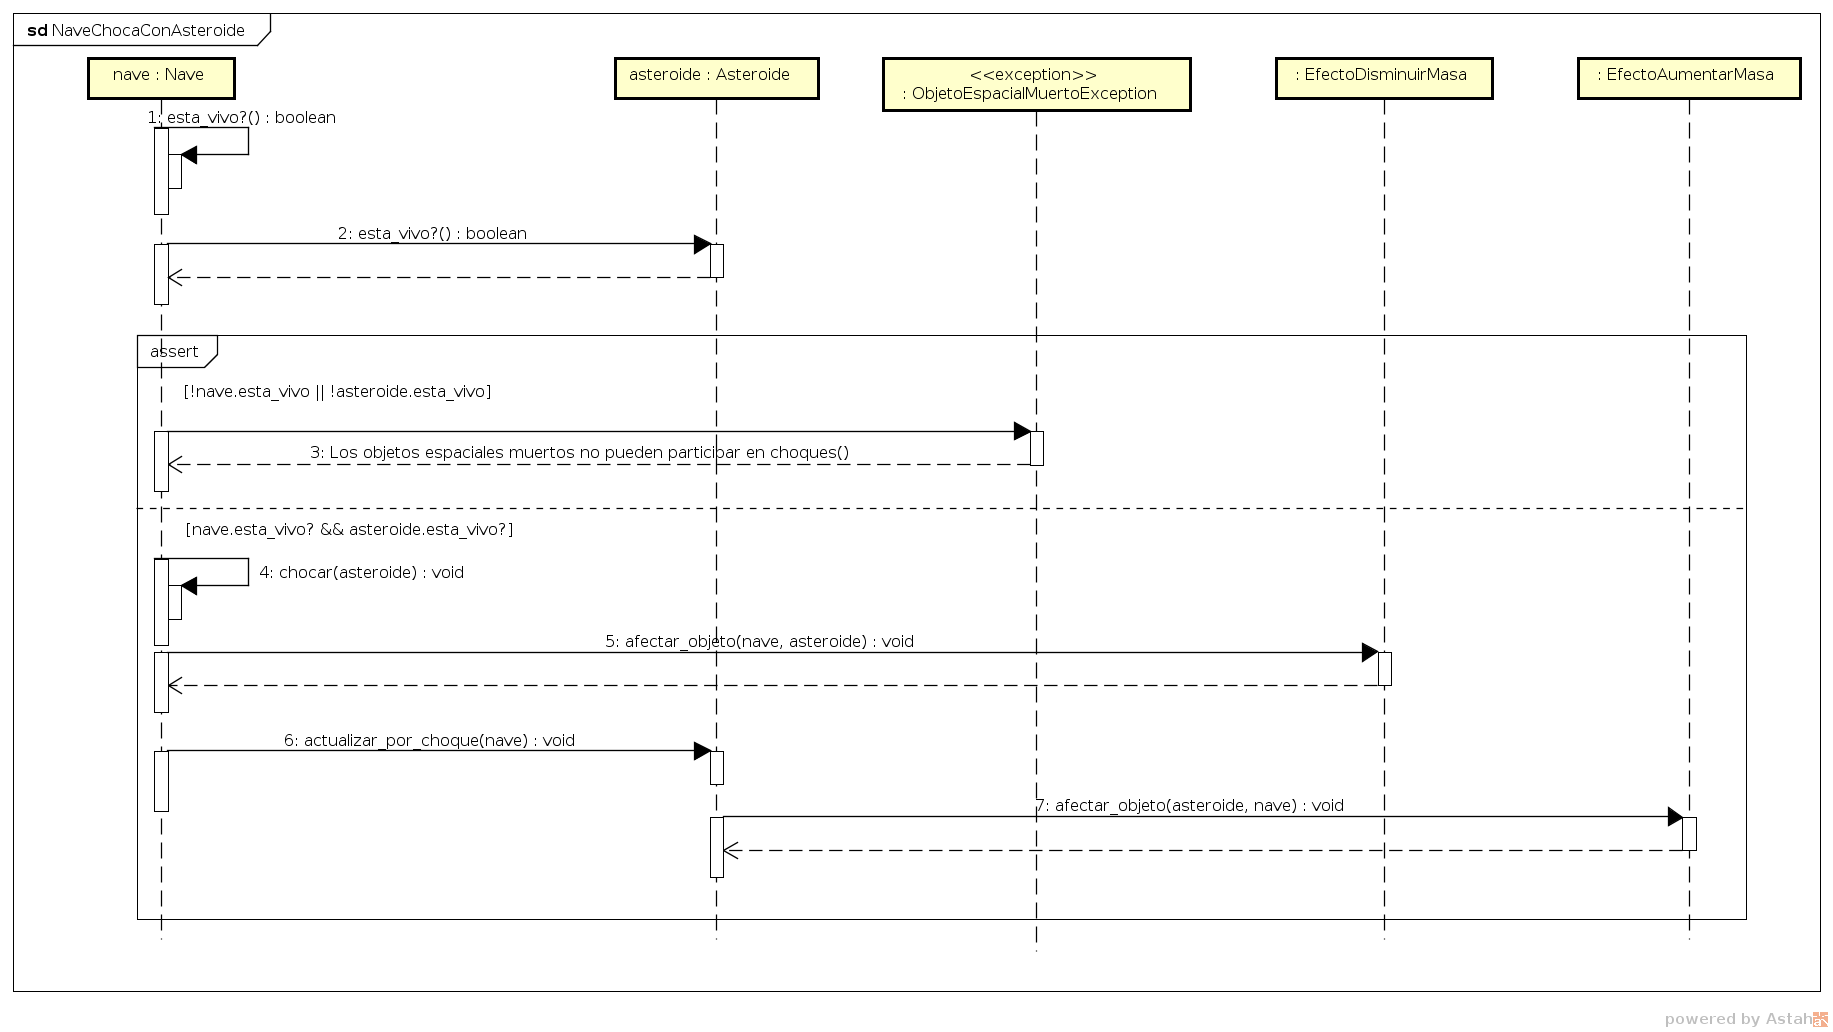 sd NaveChocaConAsteroide
nave : Nave
asteroide : Asteroide
<<exception>>
: ObjetoEspacialMuertoException
: EfectoDisminuirMasa
: EfectoAumentarMasa
1: esta_vivo?() : boolean
2: esta_vivo?() : boolean
assert
[!nave.esta_vivo || !asteroide.esta_vivo]
3: Los objetos espaciales muertos no pueden participar en choques()
[nave.esta_vivo? && asteroide.esta_vivo?]
4: chocar(asteroide) : void
5: afectar_objeto(nave, asteroide) : void
6: actualizar_por_choque(nave) : void
7: afectar_objeto(asteroide, nave) : void
powered by Astah